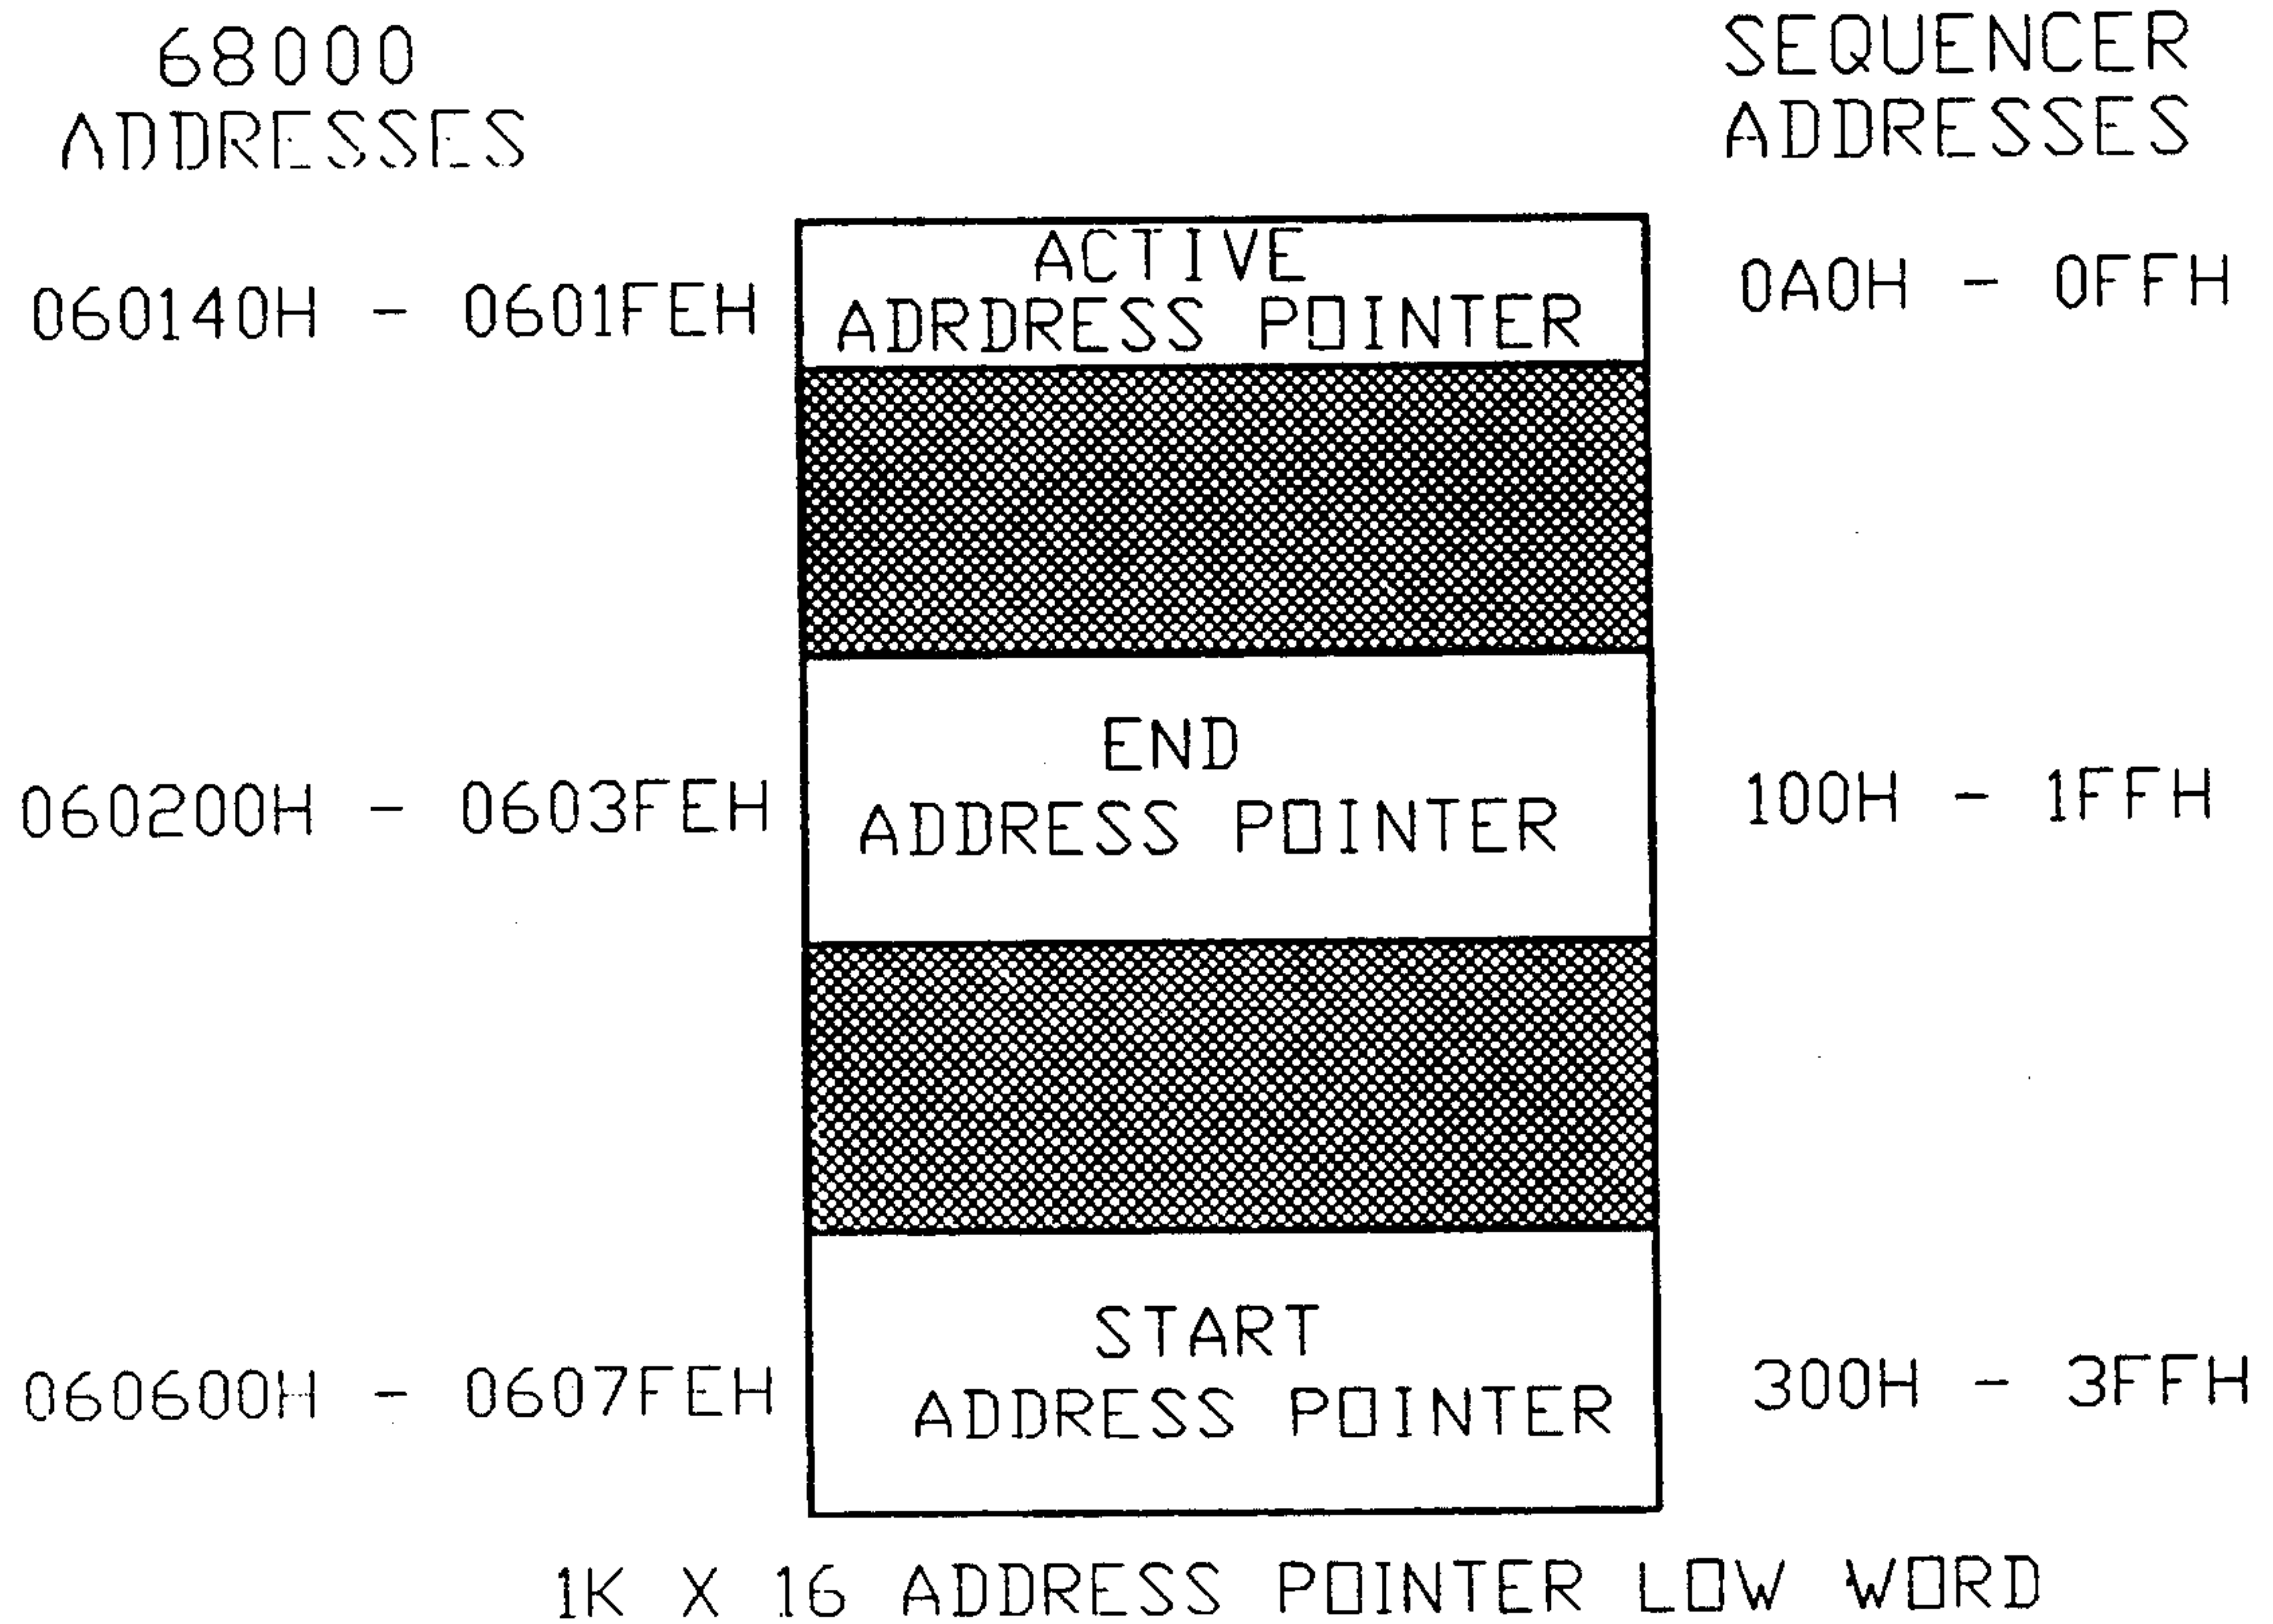 68000
ADDRESSES
SEQUENCER
ADDRESSES
060140H - 0601FEH
ACTIVE
ADRDRESS POINTER
0A0H - 0FFH
060200H - 0603FEH
END
ADDRESS POINTER
100H - 1FFH
060600H - 0607FEH
START
ADDRESS POINTER
300H - 3FFH
1K X 16 ADDRESS POINTER LOW WORD